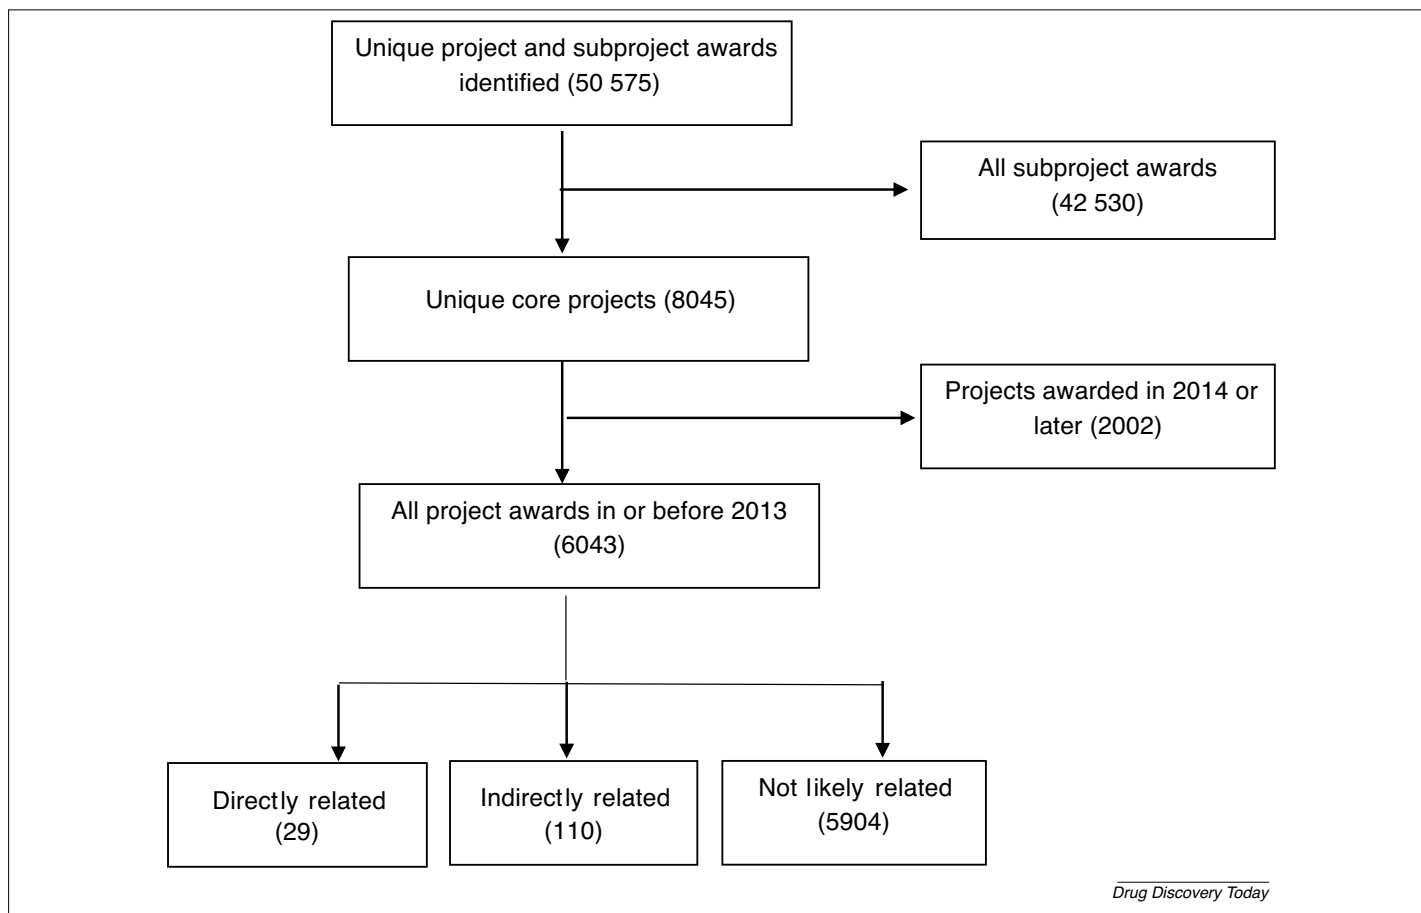 Unique project and subproject awards
identified (50 575)
All subproject awards
(42 530)
Unique core projects (8045)
Projects awarded in 2014 or
later (2002)
All project awards in or before 2013
(6043)
Directly related
(29)
Indirectly related
(110)
Not likely related
(5904)
Drug Discovery Today